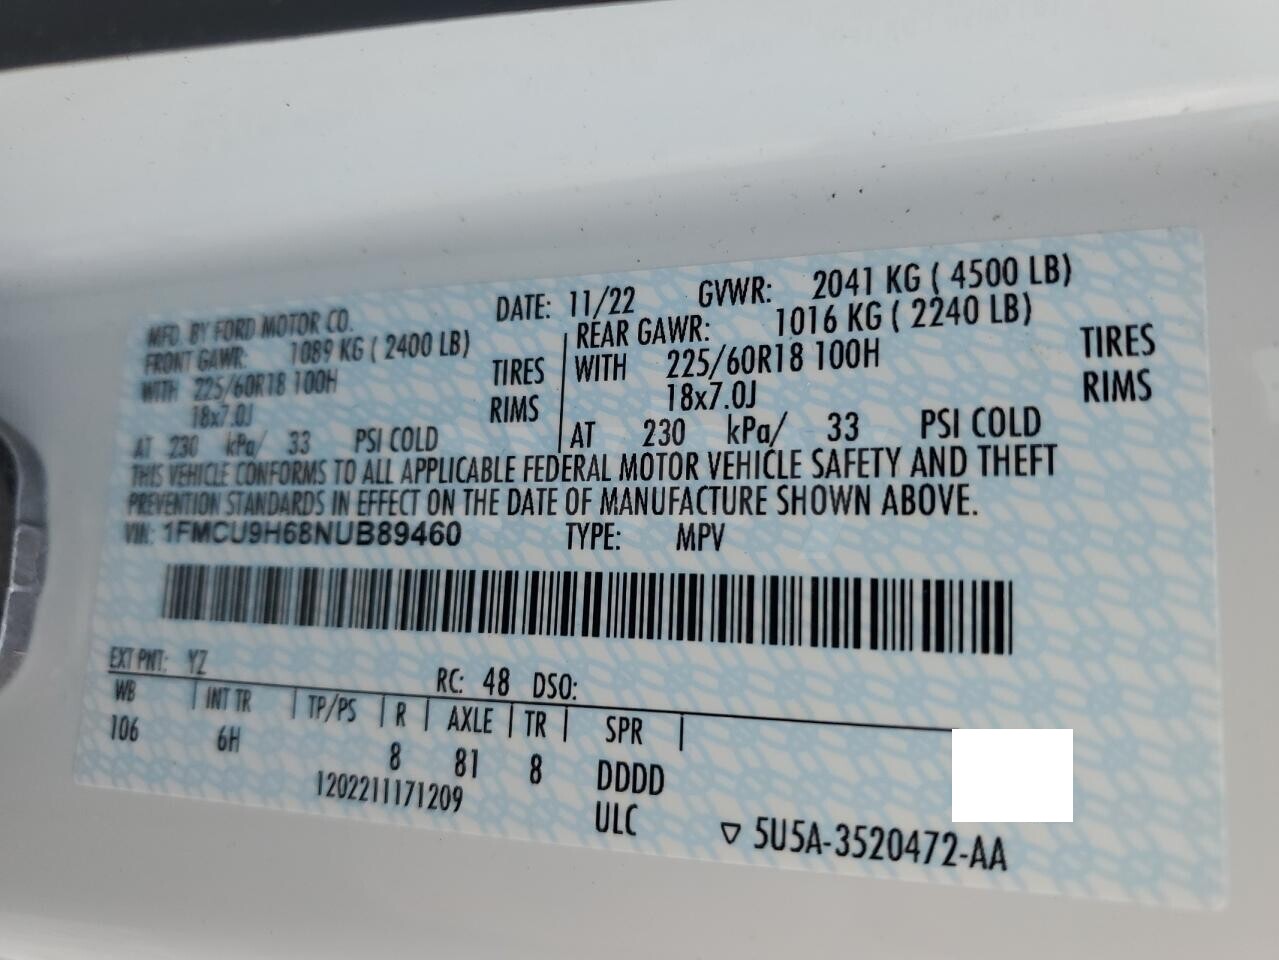 MFD. BY FORD MOTOR CO. DATE: 11/22 GVWR: 2041 KG ( 4500 LB)
FRONT GAWR: 1089 KG ( 2400 LB) REAR GAWR: 1016 KG ( 2240 LB)
WITH 225/60R18 100H TIRES WITH 225/60R18 100H TIRES
18x7.0J RIMS 18x7.0J RIMS
AT 230 kPa/ 33 PSI COLD AT 230 kPa/ 33 PSI COLD
THIS VEHICLE CONFORMS TO ALL APPLICABLE FEDERAL MOTOR VEHICLE SAFETY AND THEFT
PREVENTION STANDARDS IN EFFECT ON THE DATE OF MANUFACTURE SHOWN ABOVE.
VIN: 1FMCU9H68NUB89460 TYPE: MPV
EXT PNT: YZ RC: 48 DSO:
WB INT TR TP/PS R AXLE TR SPR
106 6H 8 81 8 DDDD
1202211171209 ULC
▽ 5U5A-3520472-AA